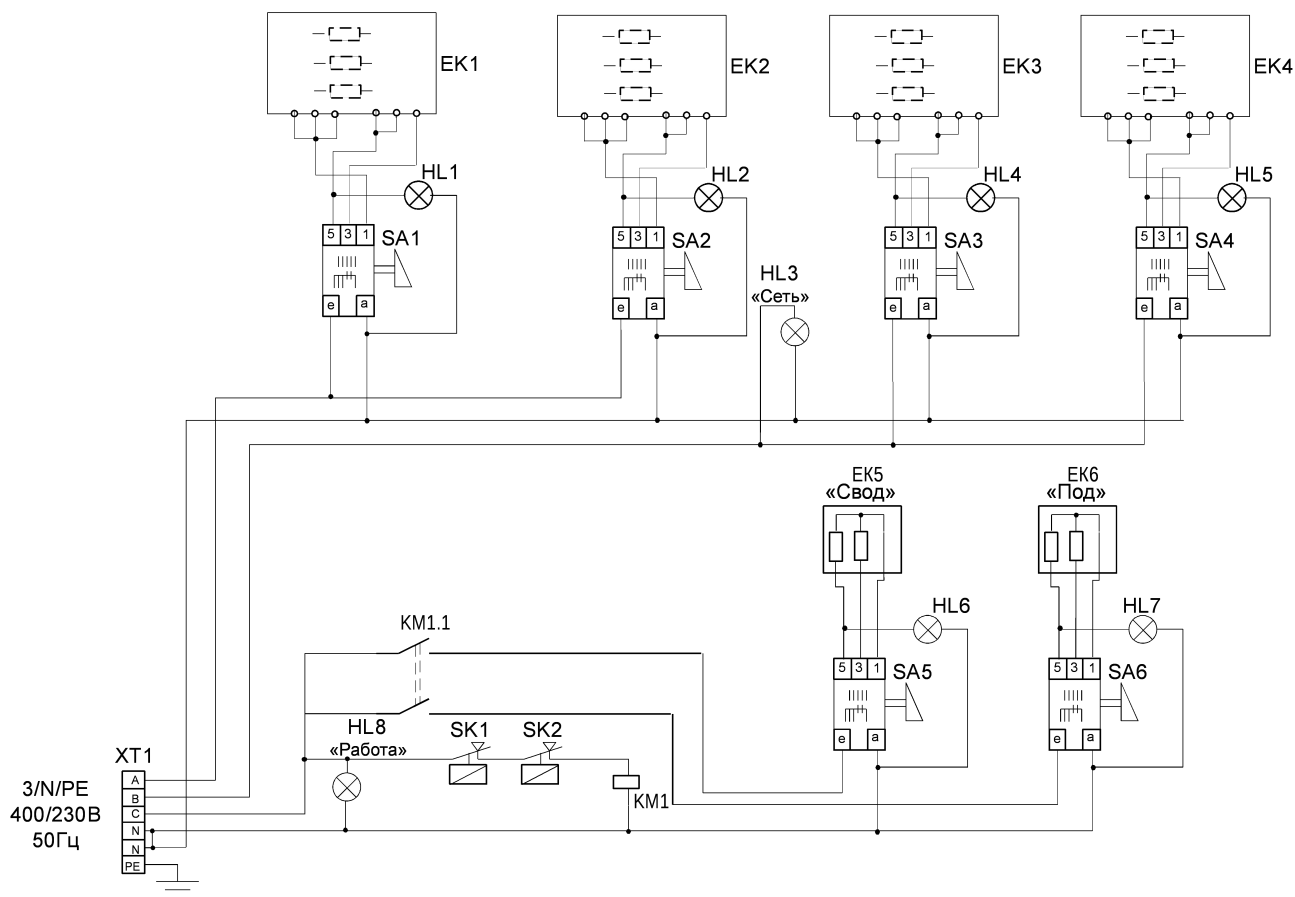 EK1
EK2
EK3
EK4
HL1
HL2
HL4
HL5
5 3 1
SA1
5 3 1
SA2
5 3 1
SA3
5 3 1
SA4
HL3
«Сеть»
e a
e a
e a
e a
EK5
«Свод»
EK6
«Под»
KM1.1
HL6
HL7
5 3 1
SA5
5 3 1
SA6
HL8
«Работа»
SK1
SK2
e a
e a
KM1
XT1
3/N/PE
400/230В
50Гц
A
B
C
N
N
PE